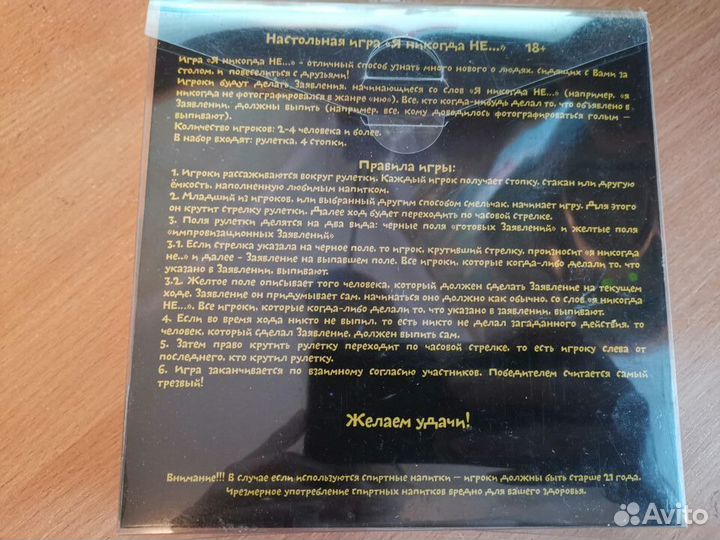 Настольная игра «Я никогда НЕ...» 18+
Игра «Я никогда НЕ...» - отличный способ узнать много нового о людях, сидящих с Вами за
столом, и повеселиться с друзьями!
Игроки будут делать Заявления, начинающиеся со слов «Я никогда НЕ...» (например, «я
никогда не фотографировался в жанре «ню»). Все, кто когда-нибудь делал то, что объявлено в
Заявлении, должны выпить (например, все, кому доводилось фотографироваться голым –
выпивают).
Количество игроков: 2-4 человека и более.
В набор входят: рулетка, 4 стопки.
Правила игры:
1. Игроки рассаживаются вокруг рулетки. Каждый игрок получает стопку, стакан или другую
ёмкость, наполненную любимым напитком.
2. Младший из игроков, или выбранный другим способом смельчак, начинает игру. Для этого
он крутит стрелку рулетки. Далее ход будет переходить по часовой стрелке.
3. Поля рулетки делятся на два вида: черные поля «готовых Заявлений» и желтые поля
«импровизационных Заявлений»
3.1. Если стрелка указала на черное поле, то игрок, крутивший стрелку, произносит «я никогда
не..» и далее - Заявление на выпавшем поле. Все игроки, которые когда-либо делали то, что
указано в Заявлении, выпивают.
3.2. Желтое поле описывает того человека, который должен сделать Заявление на текущем
ходе. Заявление он придумывает сам, начинаться оно должно как обычно, со слов «я никогда
НЕ...». Все игроки, которые когда-либо делали то, что указано в заявлении, выпивают.
4. Если во время хода никто не выпил, то есть никто не делал загаданного действия, то
человек, который сделал Заявление, должен выпить сам.
5. Затем право крутить рулетку переходит по часовой стрелке, то есть игроку слева от
последнего, кто крутил рулетку.
6. Игра заканчивается по взаимному согласию участников. Победителем считается самый
трезвый!
Желаем удачи!
Внимание!!! В случае если используются спиртные напитки – игроки должны быть старше 21 года.
Чрезмерное употребление спиртных напитков вредно для вашего здоровья.
Avito